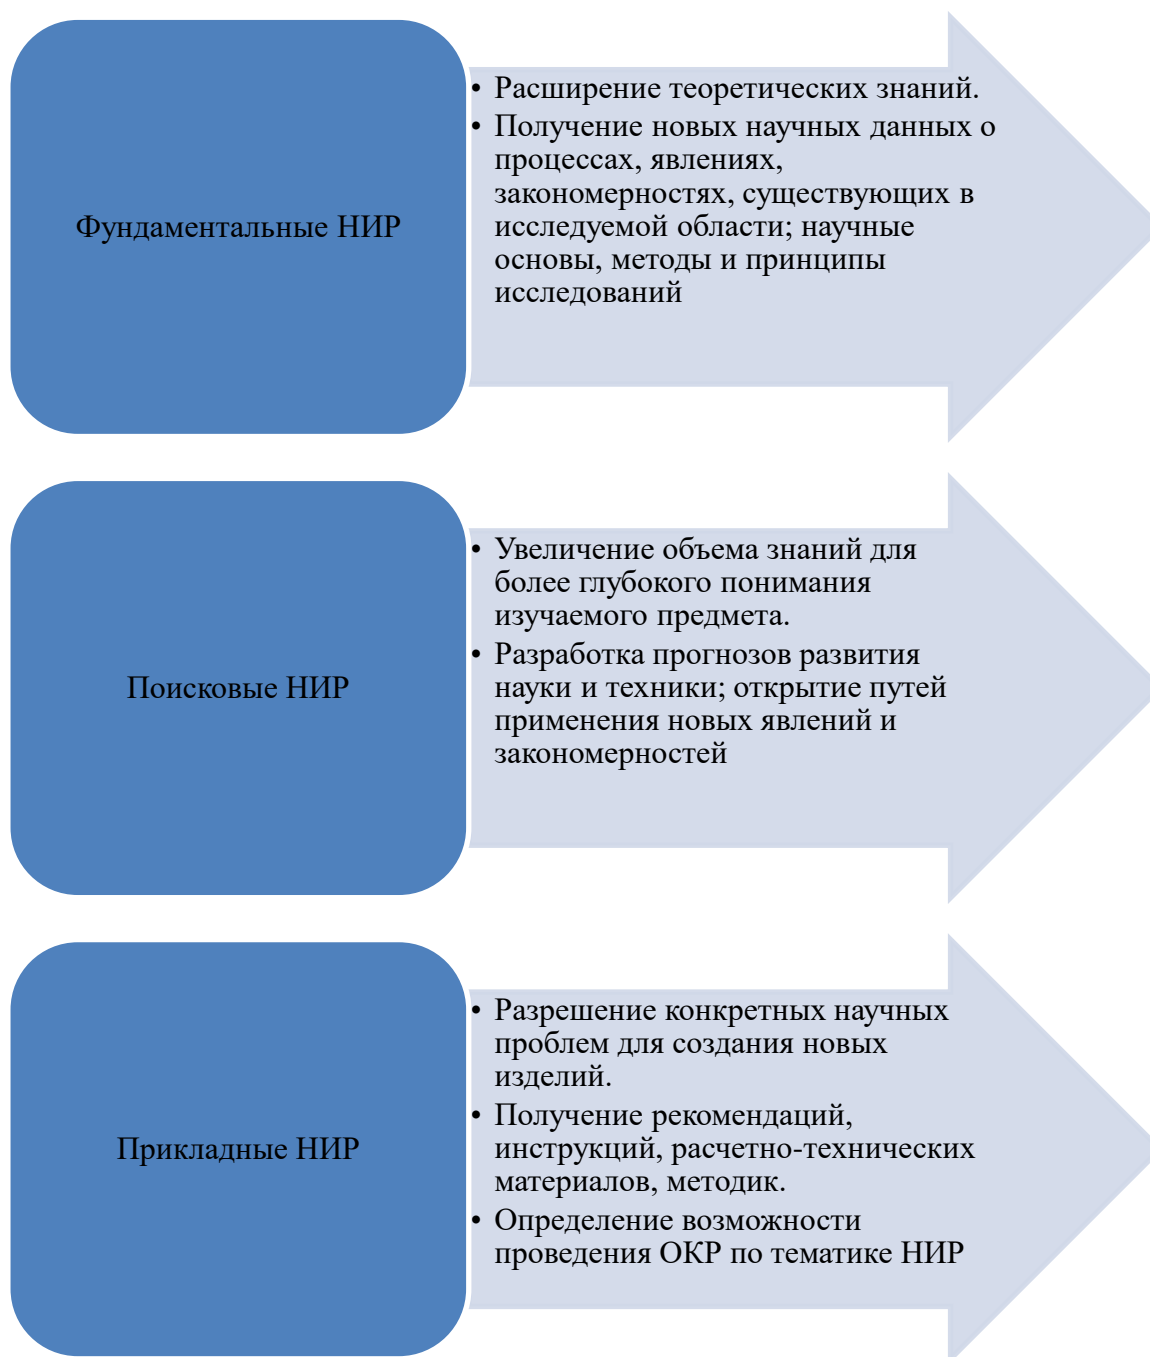 Фундаментальные НИР
• Расширение теоретических знаний.
• Получение новых научных данных о
процессах, явлениях,
закономерностях, существующих в
исследуемой области; научные
основы, методы и принципы
исследований
Поисковые НИР
• Увеличение объема знаний для
более глубокого понимания
изучаемого предмета.
• Разработка прогнозов развития
науки и техники; открытие путей
применения новых явлений и
закономерностей
Прикладные НИР
• Разрешение конкретных научных
проблем для создания новых
изделий.
• Получение рекомендаций,
инструкций, расчетно-технических
материалов, методик.
• Определение возможности
проведения ОКР по тематике НИР